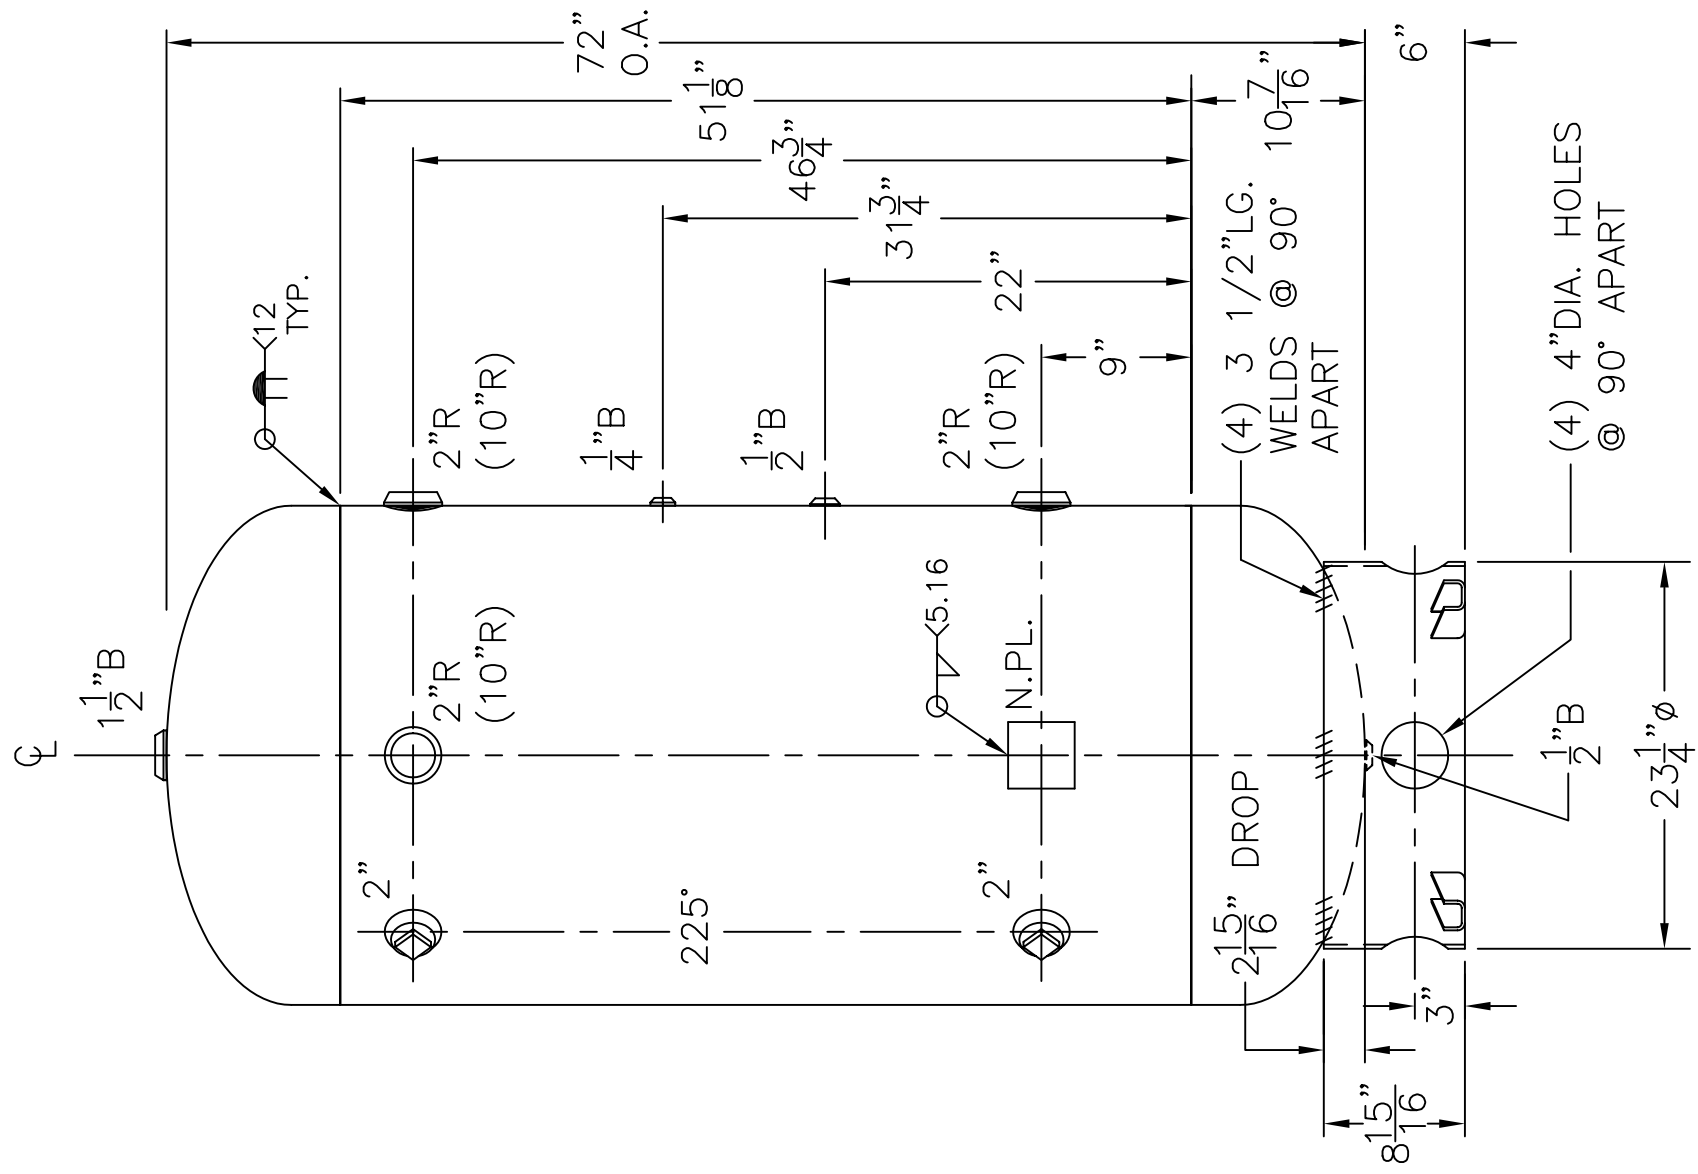 CL
1 1/2"B
72"
O.A.
51 1/8"
46 3/4"
31 3/4"
22"
9"
10 7/16"
6"
12
TYP.
2"R
(10"R)
1/4"B
1/2"B
2"R
(10"R)
2"R
(10"R)
2"
2"
225°
5.16
N.PL.
(4) 3 1/2"LG.
WELDS @ 90°
APART
(4) 4"DIA. HOLES
@ 90° APART
2 15/16" DROP
1/2"B
23 1/4"ϕ
3"
8 15/16"